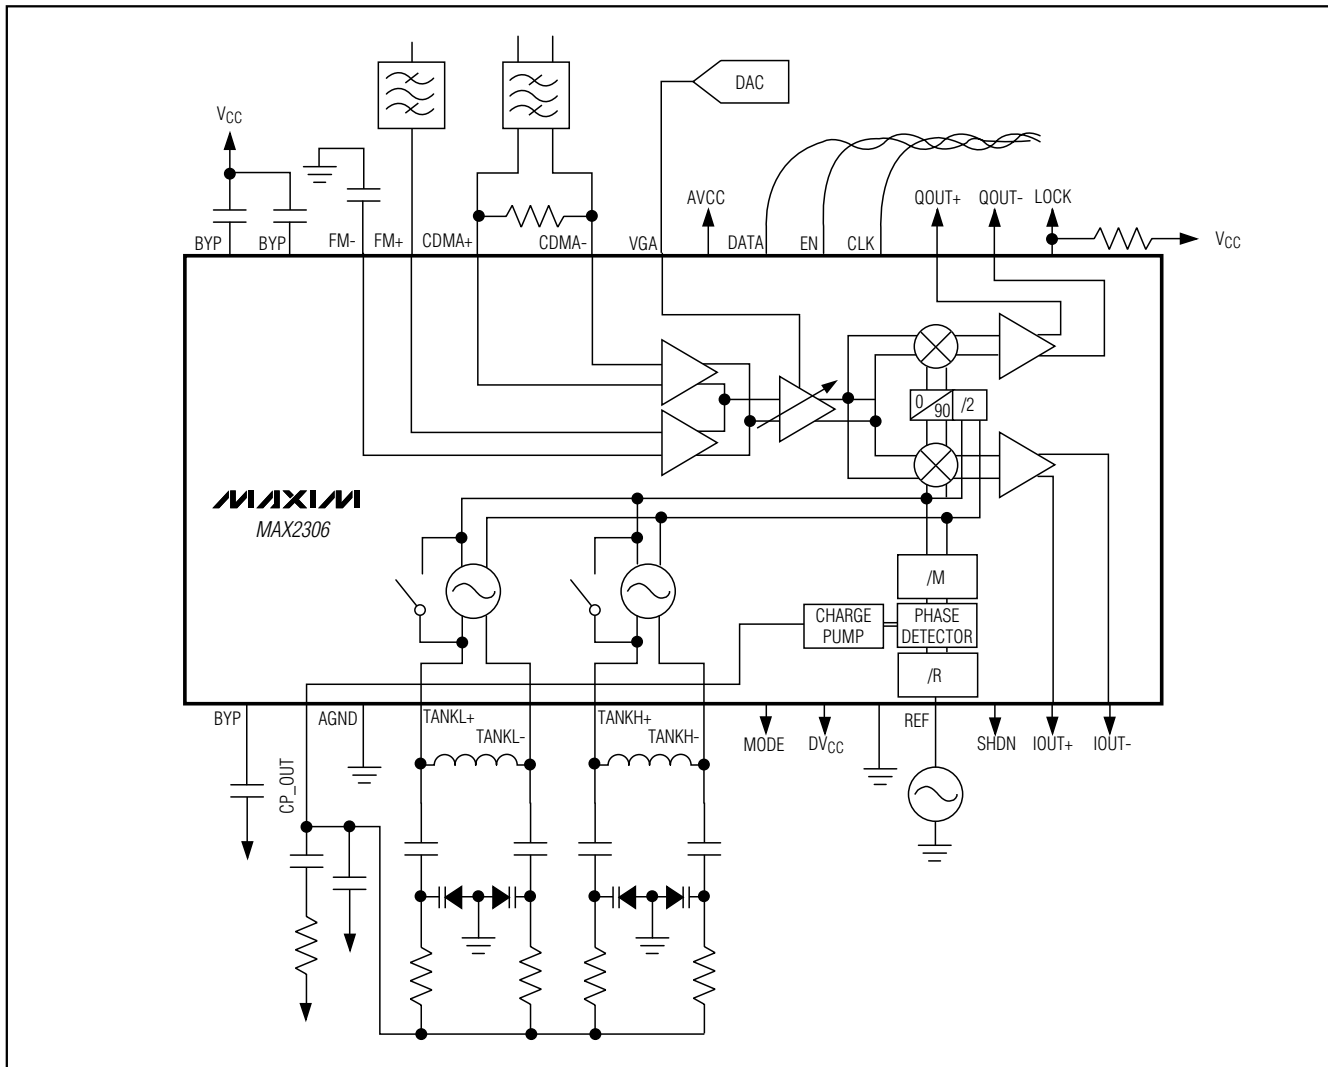 DAC
VCC
BYP
BYP
FM-
FM+
CDMA+
CDMA-
VGA
AVCC
DATA
EN
CLK
QOUT+
QOUT-
LOCK
VCC
0
90
/2
MAXIM
MAX2306
/M
CHARGE
PUMP
PHASE
DETECTOR
/R
BYP
CP_OUT
AGND
TANKL+
TANKL-
TANKH+
TANKH-
MODE
DVCC
REF
SHDN
IOUT+
IOUT-